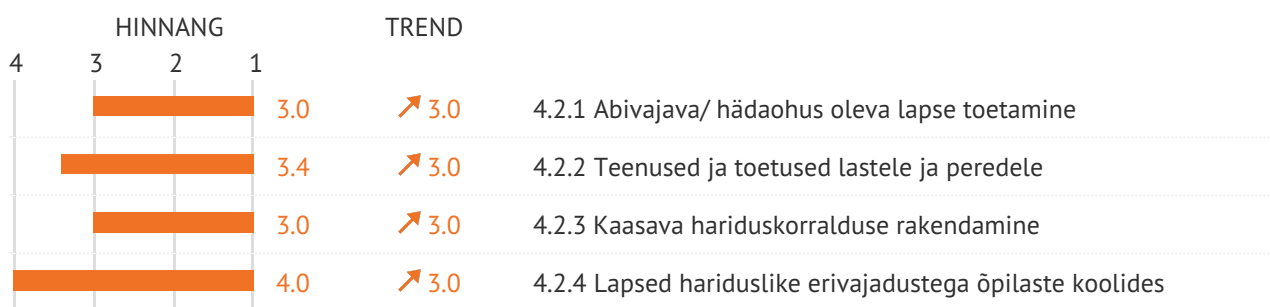 HINNANG TREND
4 3 2 1
3.0 3.0 4.2.1 Abivajava/ hädaohus oleva lapse toetamine
3.4 3.0 4.2.2 Teenused ja toetused lastele ja peredele
3.0 3.0 4.2.3 Kaasava hariduskorralduse rakendamine
4.0 3.0 4.2.4 Lapsed hariduslike erivajadustega õpilaste koolides